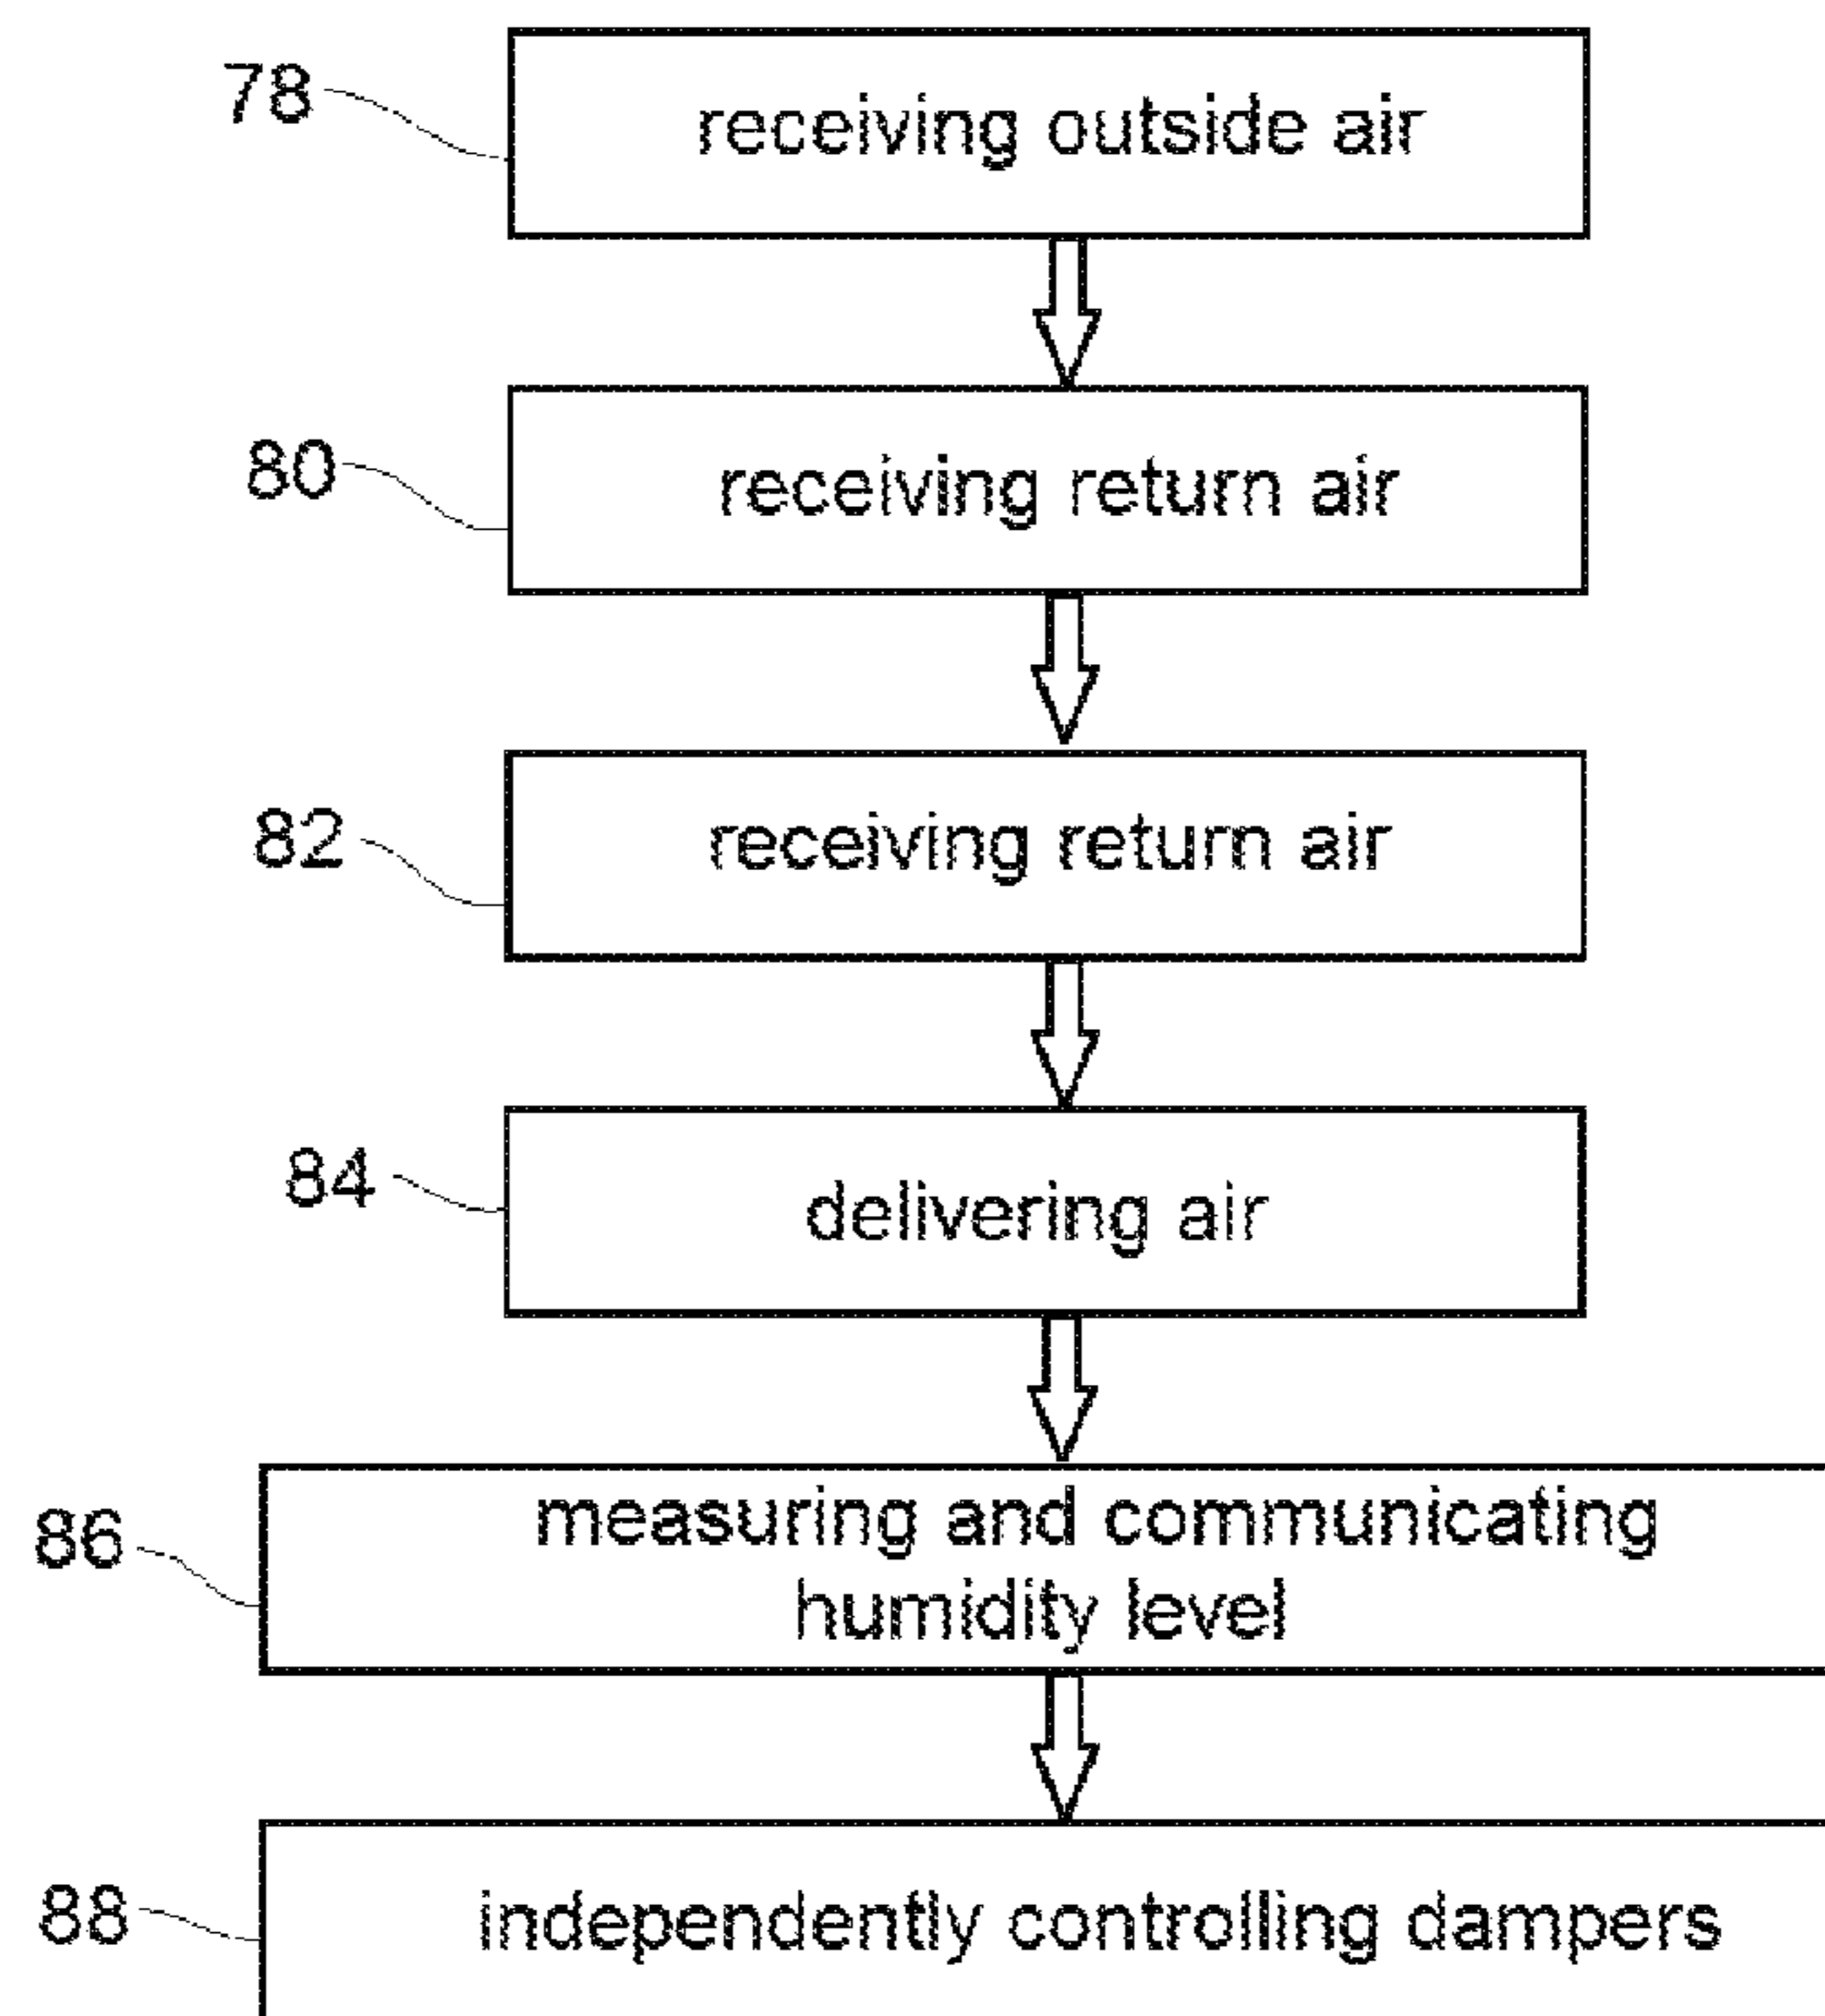 78
receiving outside air
80
receiving return air
82
receiving return air
84
delivering air
86
measuring and communicating
humidity level
88
independently controlling dampers